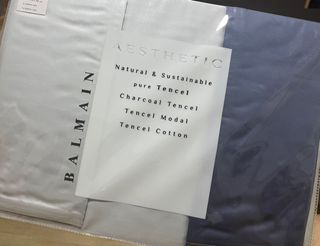 AESTHETIC
Natural & Sustainable
pure Tencel
Charcoal Tencel
Tencel Modal
Tencel Cotton
BALMAIN